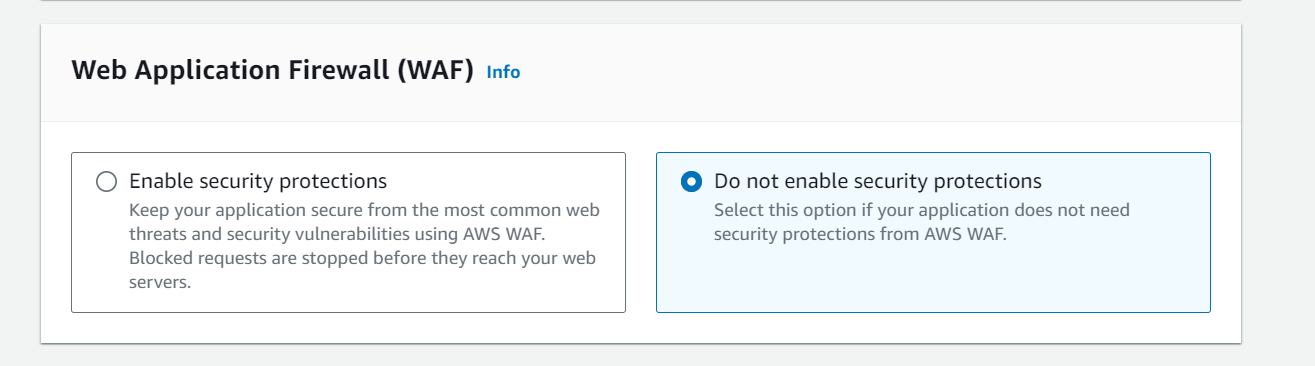 Web Application Firewall (WAF) Info
Enable security protections
Keep your application secure from the most common web
threats and security vulnerabilities using AWS WAF.
Blocked requests are stopped before they reach your web
servers.
Do not enable security protections
Select this option if your application does not need
security protections from AWS WAF.